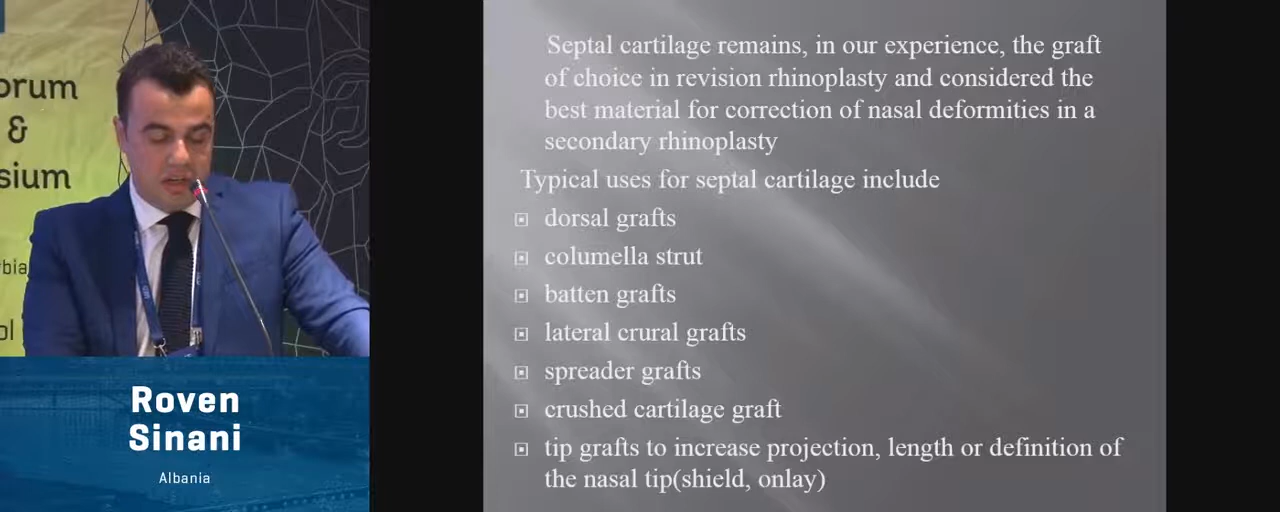 orum
&
sium
rbia
ol
Roven
Sinani
Albania
Septal cartilage remains, in our experience, the graft
of choice in revision rhinoplasty and considered the
best material for correction of nasal deformities in a
secondary rhinoplasty
Typical uses for septal cartilage include
dorsal grafts
columella strut
batten grafts
lateral crural grafts
spreader grafts
crushed cartilage graft
tip grafts to increase projection, length or definition of
the nasal tip(shield, onlay)